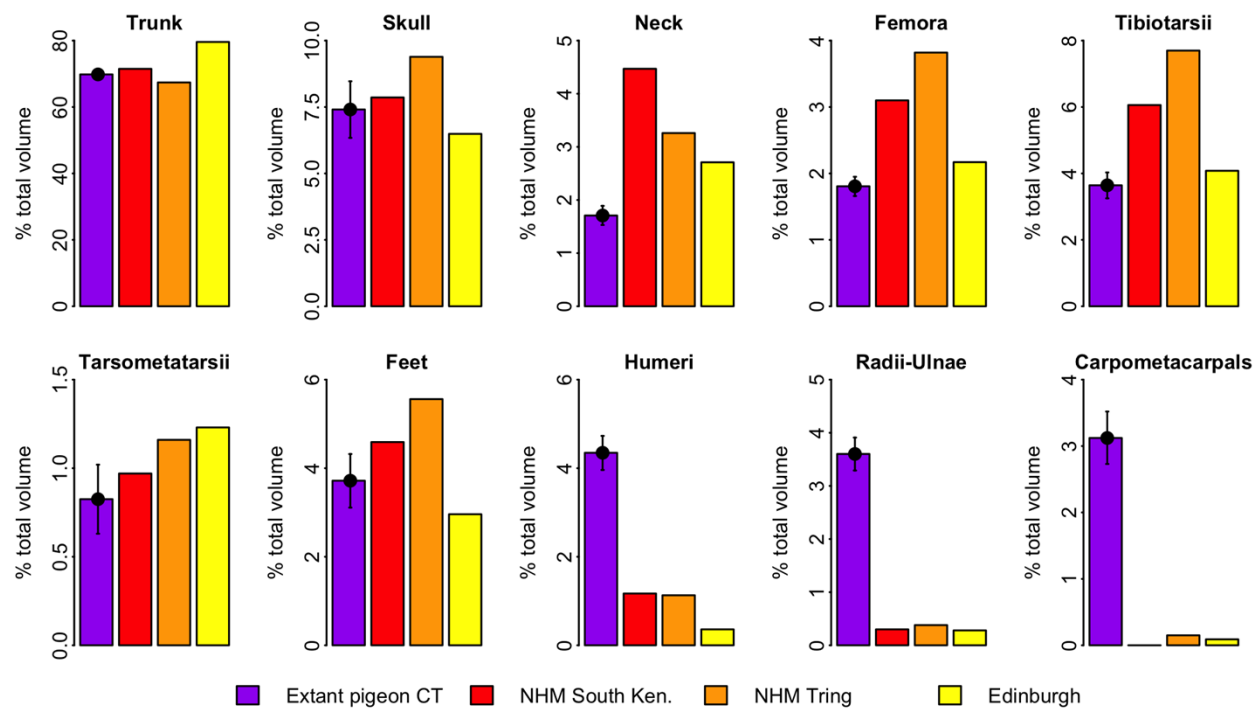 Trunk Skull Neck Femora Tibiotarsii
% total volume % total volume % total volume % total volume % total volume
0 20 40 60 80
0.0 2.5 5.0 7.5 10.0
0 1 2 3 4 5
0 1 2 3 4
0 2 4 6 8
Tarsometatarsii Feet Humeri Radii-Ulnae Carpometacarpals
% total volume % total volume % total volume % total volume % total volume
0.0 0.5 1.0 1.5
0 2 4 6
0 2 4 6
0 1 2 3 4 5
0 1 2 3 4
Extant pigeon CT NHM South Ken. NHM Tring Edinburgh